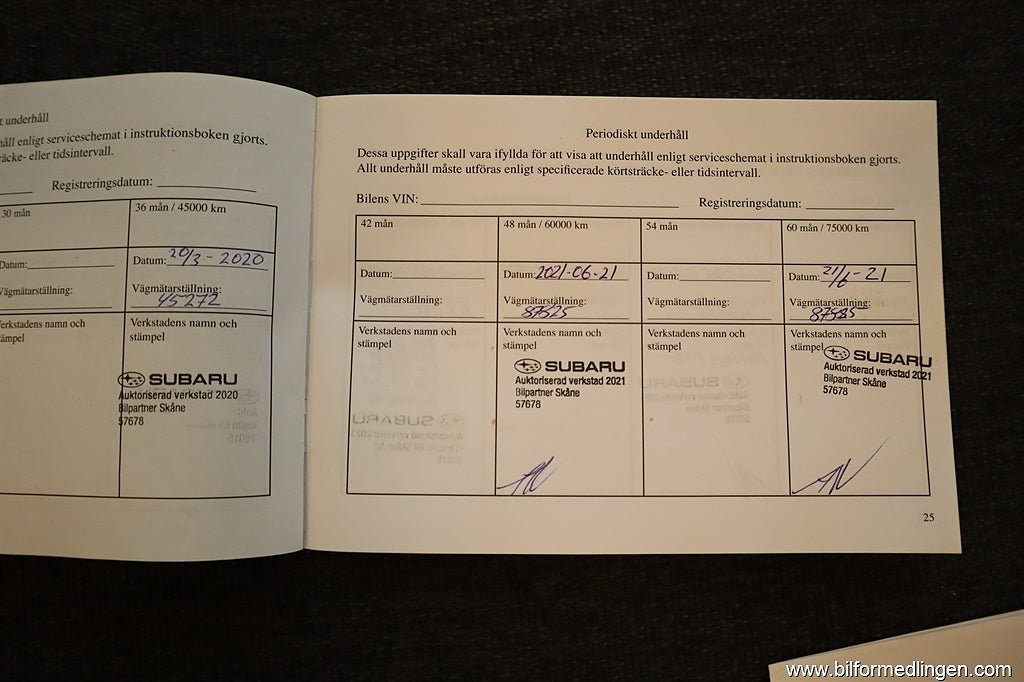 t underhåll
håll enligt serviceschemat i instruktionsboken gjorts.
räcke- eller tidsintervall.
Registreringsdatum:
30 mån
36 mån / 45000 km
Datum:
Datum: 20/3 - 2020
Vägmätarställning:
Vägmätarställning:
45272
erkstadens namn och
ämpel
Verkstadens namn och
stämpel
SUBARU
Auktoriserad verkstad 2020
Bilpartner Skåne
57678
Periodiskt underhåll
Dessa uppgifter skall vara ifyllda för att visa att underhåll enligt serviceschemat i instruktionsboken gjorts.
Allt underhåll måste utföras enligt specificerade körtsträcke- eller tidsintervall.
Bilens VIN:
Registreringsdatum:
42 mån
48 mån / 60000 km
54 mån
60 mån / 75000 km
Datum:
Datum: 2021-06-21
Datum:
Datum: 21/6-21
Vägmätarställning:
Vägmätarställning:
Vägmätarställning:
Vägmätarställning:
Verkstadens namn och
stämpel
Verkstadens namn och
stämpel
SUBARU
Auktoriserad verkstad 2021
Bilpartner Skåne
57678
Verkstadens namn och
stämpel
Verkstadens namn och
stämpel
SUBARU
Auktoriserad verkstad 2021
Bilpartner Skåne
57678
25
www.bilformedlingen.com